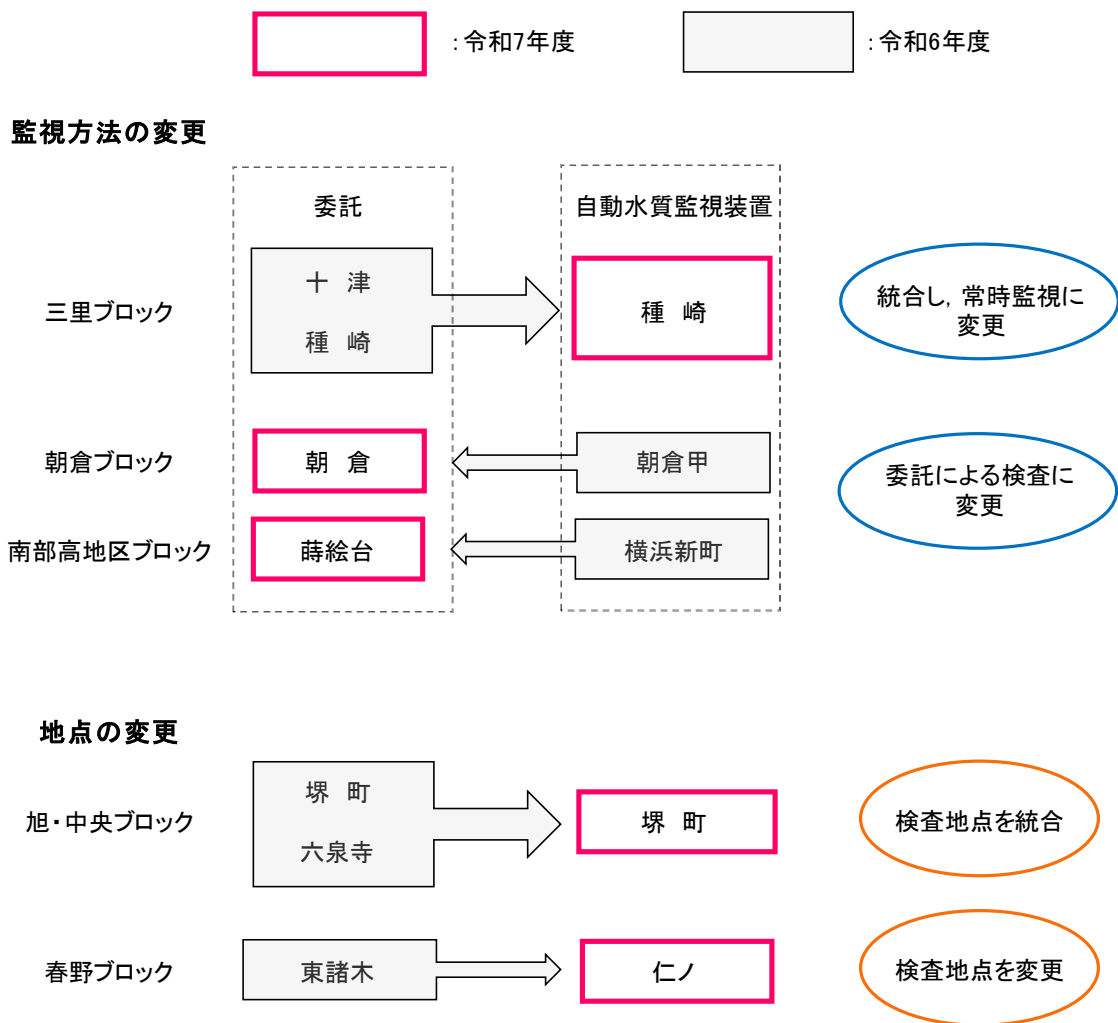 ：令和7年度
：令和6年度
監視方法の変更
委託
自動水質監視装置
三里ブロック
十　津
種　崎
種　崎
統合し，常時監視に
変更
朝倉ブロック
朝　倉
朝倉甲
委託による検査に
変更
南部高地区ブロック
蒔絵台
横浜新町
地点の変更
旭・中央ブロック
堺　町
六泉寺
堺　町
検査地点を統合
春野ブロック
東諸木
仁ノ
検査地点を変更